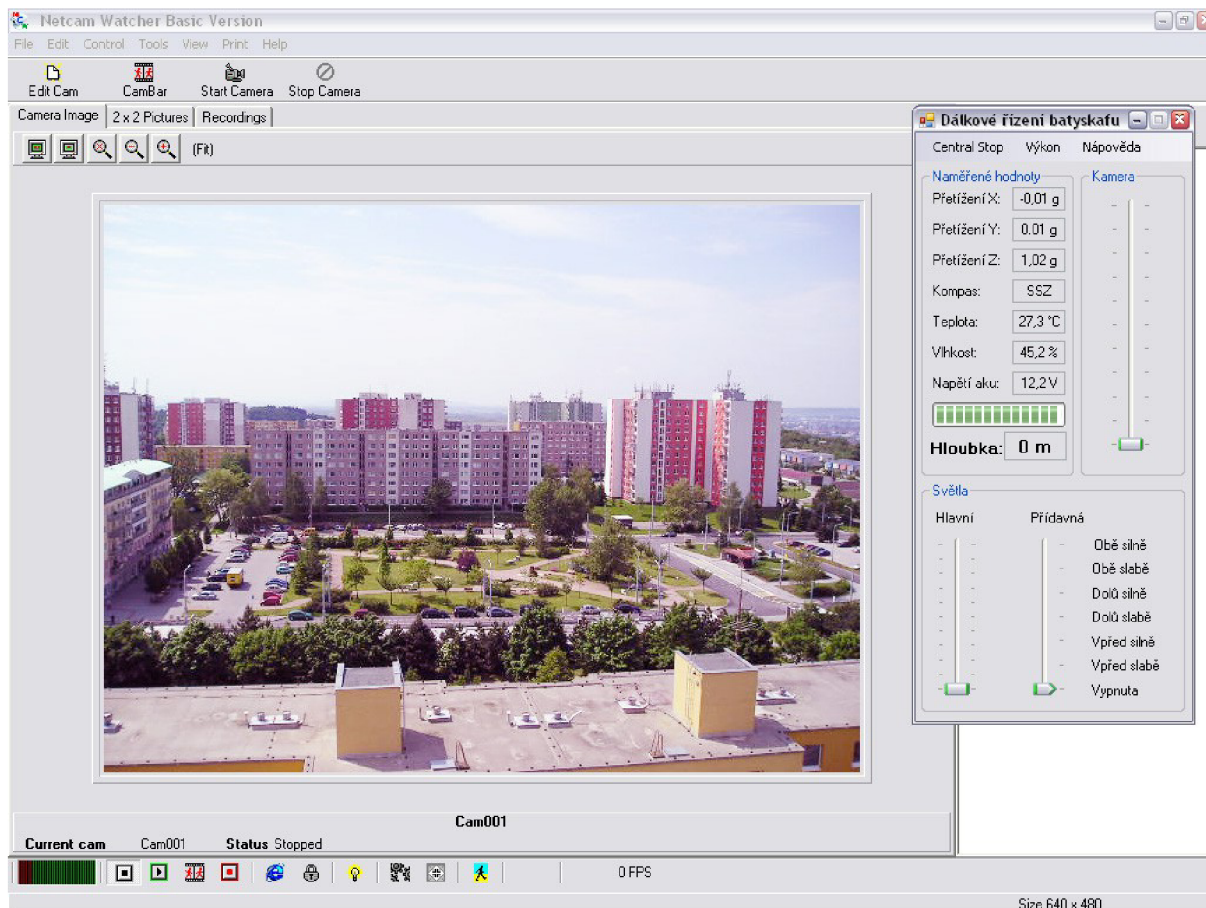 Netcam Watcher Basic Version
File Edit Control Tools View Print Help
Edit Cam CamBar Start Camera Stop Camera
Camera Image 2 x 2 Pictures Recordings
(Fit)
Dálkové řízení batyskafu
Central Stop Výkon Nápověda
Naměřené hodnoty
Přetížení X: -0,01 g
Přetížení Y: 0.01 g
Přetížení Z: 1,02 g
Kompas: SSZ
Teplota: 27,3 °C
Vlhkost: 45,2 %
Napětí aku: 12,2 V
Hloubka: 0 m
Kamera
Světla
Hlavní Přídavná
Obě silně
Obě slabě
Dolů silně
Dolů slabě
Vpřed silně
Vpřed slabě
Vypnuta
Cam001
Current cam Cam001 Status Stopped
0 FPS
Size 640 x 480